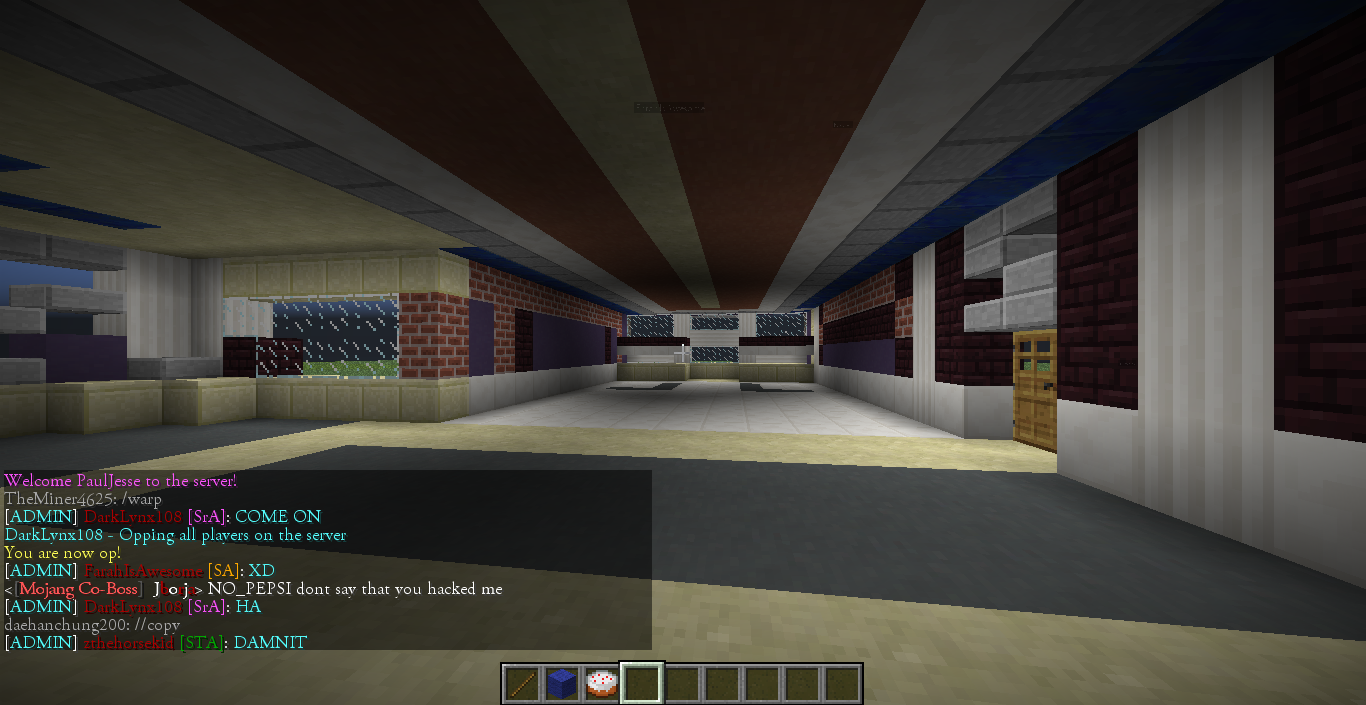 Welcome PaulJesse to the server!
TheMiner4625: /warp
[ADMIN] DarkLynx108 [SrA]: COME ON
DarkLynx108 - Opping all players on the server
You are now op!
[ADMIN] FarahIsAwesome [SA]: XD
<[Mojang Co-Boss] > NO_PEPSI dont say that you hacked me
[ADMIN] DarkLynx108 [SrA]: HA
daehanchung200: //copy
[ADMIN] zthehorsekid [STA]: DAMNIT